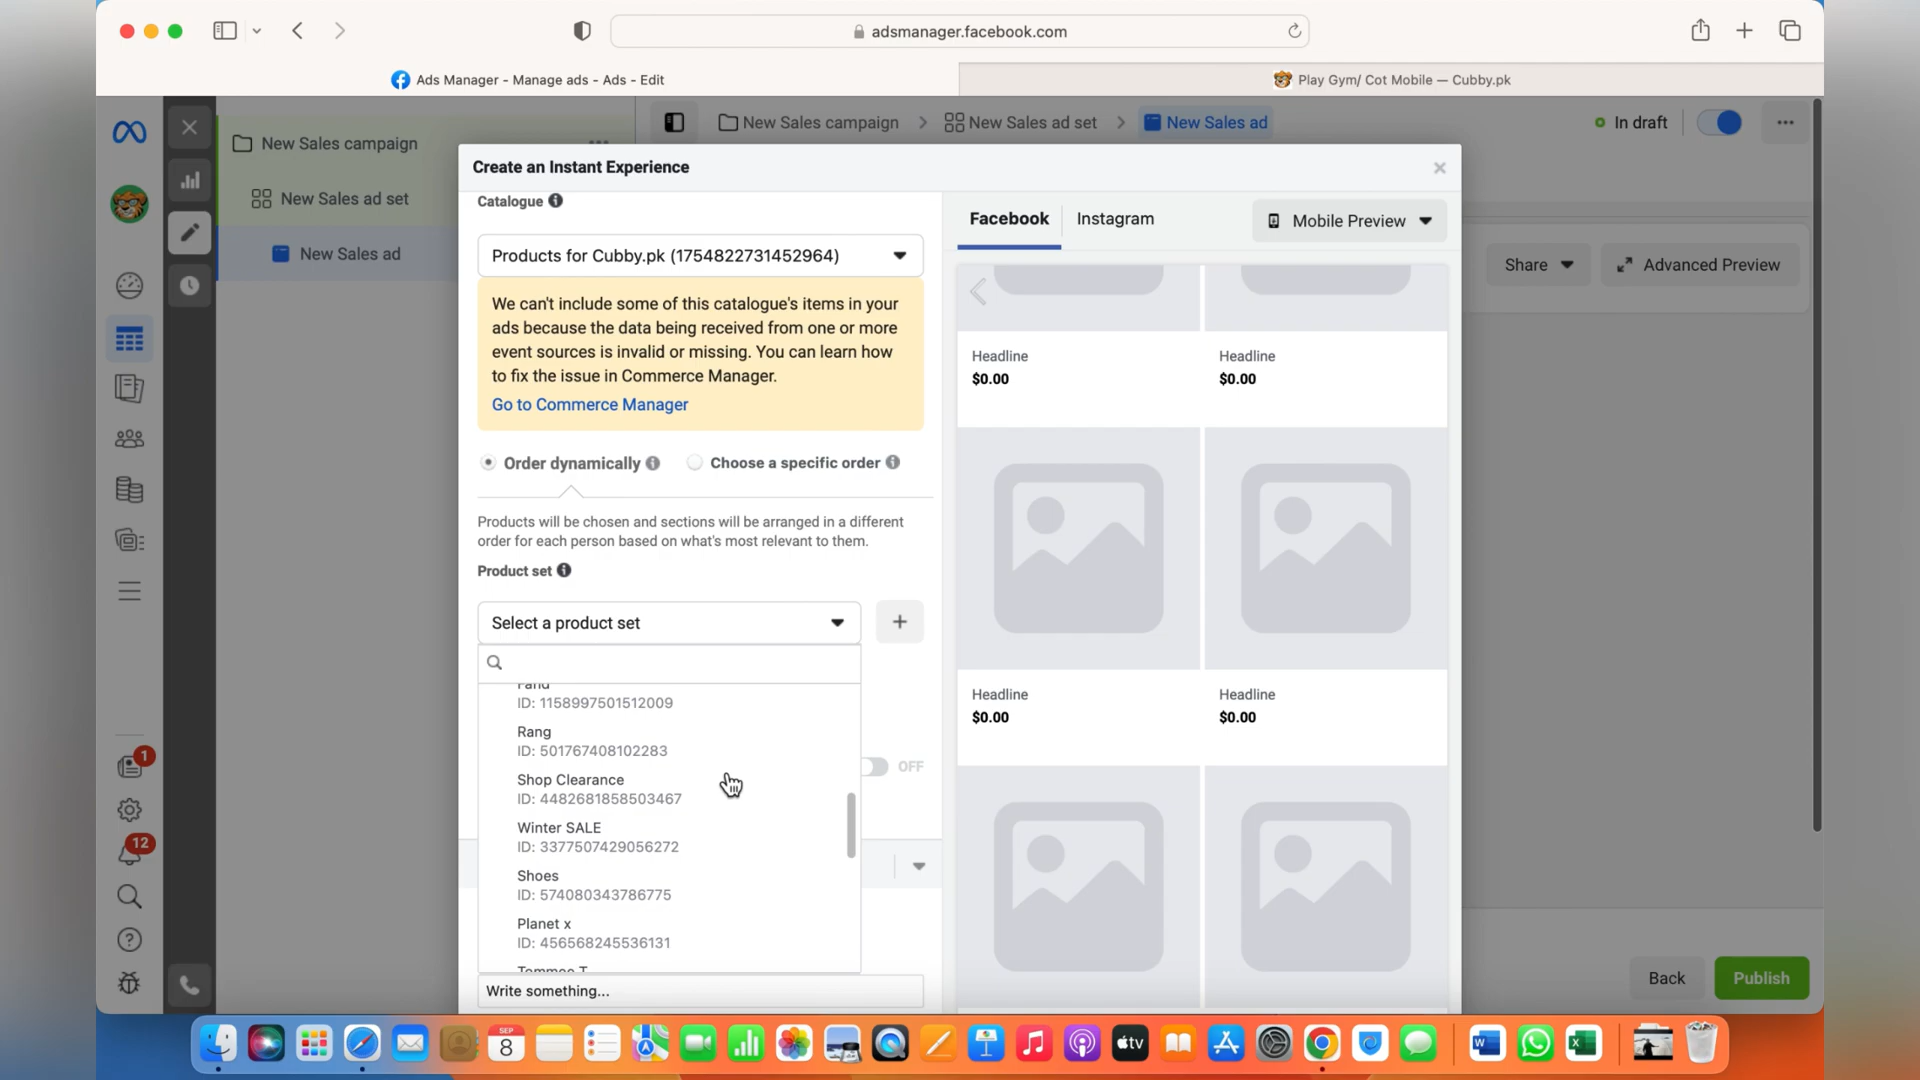 adsmanager.facebook.com
Ads Manager - Manage ads - Ads - Edit
Play Gym/ Cot Mobile — Cubby.pk
New Sales campaign
New Sales ad set
New Sales ad
New Sales campaign
New Sales ad set
New Sales ad
In draft
Create an Instant Experience
Catalogue
Products for Cubby.pk (1754822731452964)
We can't include some of this catalogue's items in your
ads because the data being received from one or more
event sources is invalid or missing. You can learn how
to fix the issue in Commerce Manager.
Go to Commerce Manager
Order dynamically
Choose a specific order
Products will be chosen and sections will be arranged in a different
order for each person based on what's most relevant to them.
Product set
Select a product set
ID: 1158997501512009
Rang
ID: 501767408102283
Shop Clearance
ID: 4482681858503467
Winter SALE
ID: 3377507429056272
Shoes
ID: 574080343786775
Planet x
ID: 456568245536131
Tommee T
OFF
Write something...
Facebook
Instagram
Mobile Preview
Headline
$0.00
Headline
$0.00
Headline
$0.00
Headline
$0.00
Share
Advanced Preview
Back
Publish
1
12
SEP
8
tv
W
X